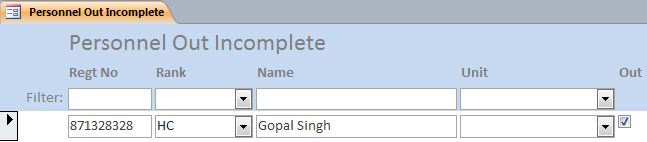 Personnel Out Incomplete
Personnel Out Incomplete
Regt No Rank Name Unit Out
Filter:
871328328 HC Gopal Singh